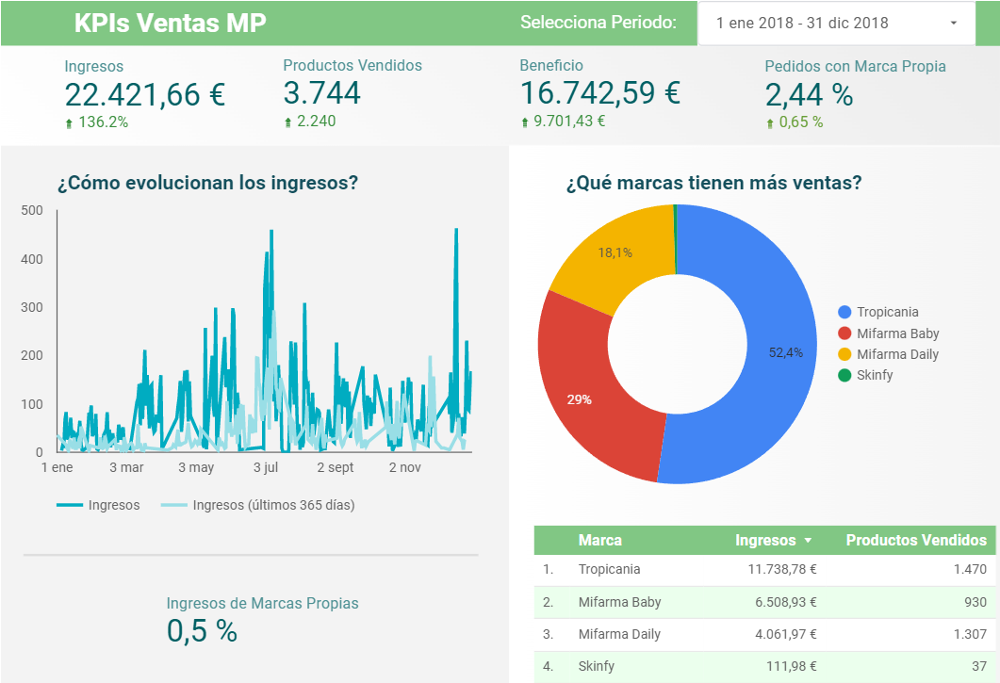 KPIs Ventas MP
Selecciona Periodo:
1 ene 2018 - 31 dic 2018
Ingresos
22.421,66 €
136.2%
Productos Vendidos
3.744
2.240
Beneficio
16.742,59 €
9.701,43 €
Pedidos con Marca Propia
2,44 %
0,65 %
¿Cómo evolucionan los ingresos?
500
400
300
200
100
0
1 ene 3 mar 3 may 3 jul 2 sept 2 nov
Ingresos Ingresos (últimos 365 días)
Ingresos de Marcas Propias
0,5 %
¿Qué marcas tienen más ventas?
18,1%
52,4%
29%
Tropicania
Mifarma Baby
Mifarma Daily
Skinfy
Marca Ingresos Productos Vendidos
1. Tropicania 11.738,78 € 1.470
2. Mifarma Baby 6.508,93 € 930
3. Mifarma Daily 4.061,97 € 1.307
4. Skinfy 111,98 € 37